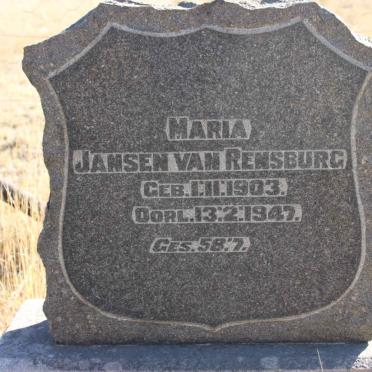 MARIA
JANSEN VAN RENSBURG
GEB.1.11.1903.
OORL.13.2.1947.
GES.58:7.